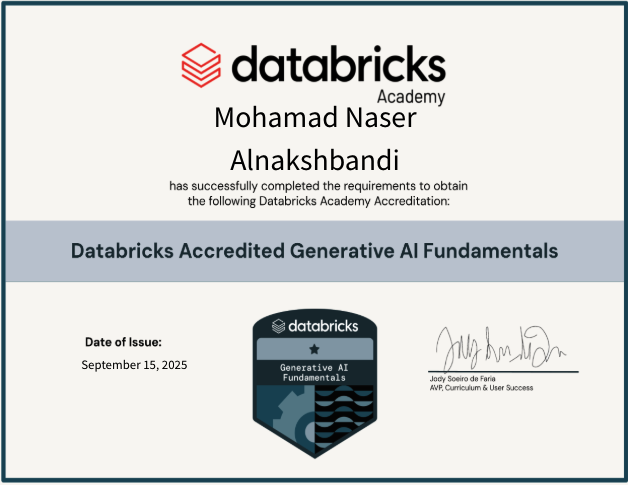 databricks
Academy
Mohamad Naser
Alnakshbandi
has successfully completed the requirements to obtain
the following Databricks Academy Accreditation:
Databricks Accredited Generative AI Fundamentals
Date of Issue:
September 15, 2025
databricks
Generative AI
Fundamentals
Jody Soeiro de Faria
AVP, Curriculum & User Success